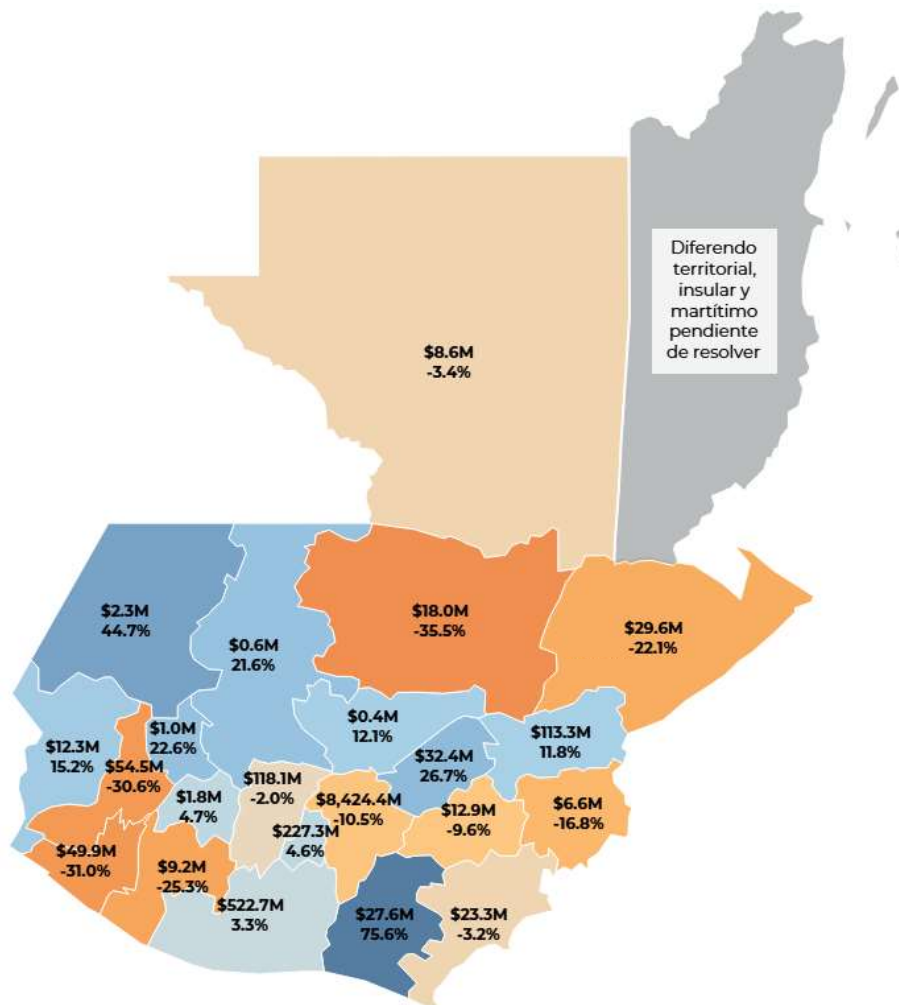 Diferendo
territorial,
insular y
martítimo
pendiente
de resolver
$8.6M
-3.4%
$2.3M
44.7%
$0.6M
21.6%
$18.0M
-35.5%
$29.6M
-22.1%
$12.3M
15.2%
$54.5M
-30.6%
$1.0M
22.6%
$0.4M
12.1%
$32.4M
26.7%
$113.3M
11.8%
$1.8M
4.7%
$118.1M
-2.0%
$227.3M
4.6%
$8,424.4M
-10.5%
$12.9M
-9.6%
$6.6M
-16.8%
$49.9M
-31.0%
$9.2M
-25.3%
$522.7M
3.3%
$27.6M
75.6%
$23.3M
-3.2%